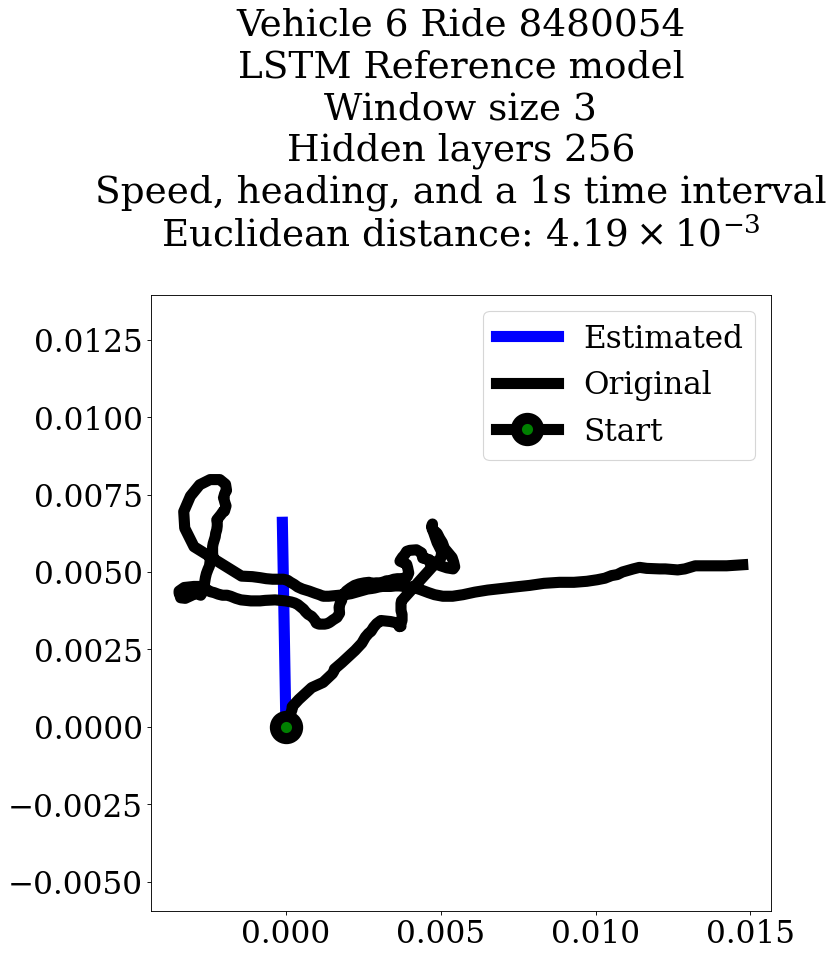 Vehicle 6 Ride 8480054
LSTM Reference model
Window size 3
Hidden layers 256
Speed, heading, and a 1s time interval
Euclidean distance: 4.19 × 10⁻³
Estimated
Original
Start
0.0125
0.0100
0.0075
0.0050
0.0025
0.0000
−0.0025
−0.0050
0.000 0.005 0.010 0.015